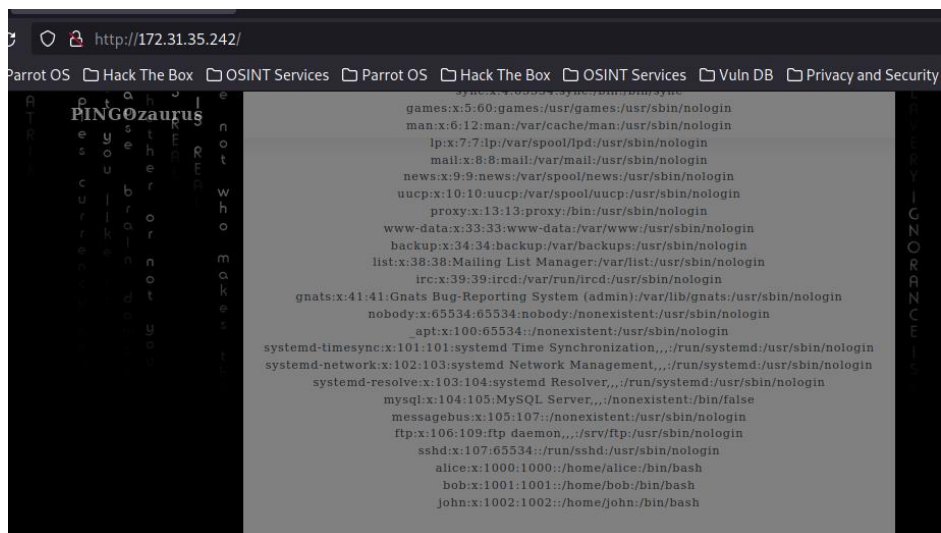 http://172.31.35.242/
Parrot OS Hack The Box OSINT Services Parrot OS Hack The Box OSINT Services Vuln DB Privacy and Security
PINGOzaurus
sync:x:4:65534:sync:/bin:/bin/sync
games:x:5:60:games:/usr/games:/usr/sbin/nologin
man:x:6:12:man:/var/cache/man:/usr/sbin/nologin
lp:x:7:7:lp:/var/spool/lpd:/usr/sbin/nologin
mail:x:8:8:mail:/var/mail:/usr/sbin/nologin
news:x:9:9:news:/var/spool/news:/usr/sbin/nologin
uucp:x:10:10:uucp:/var/spool/uucp:/usr/sbin/nologin
proxy:x:13:13:proxy:/bin:/usr/sbin/nologin
www-data:x:33:33:www-data:/var/www:/usr/sbin/nologin
backup:x:34:34:backup:/var/backups:/usr/sbin/nologin
list:x:38:38:Mailing List Manager:/var/list:/usr/sbin/nologin
irc:x:39:39:ircd:/var/run/ircd:/usr/sbin/nologin
gnats:x:41:41:Gnats Bug-Reporting System (admin):/var/lib/gnats:/usr/sbin/nologin
nobody:x:65534:65534:nobody:/nonexistent:/usr/sbin/nologin
_apt:x:100:65534::/nonexistent:/usr/sbin/nologin
systemd-timesync:x:101:101:systemd Time Synchronization,,,:/run/systemd:/usr/sbin/nologin
systemd-network:x:102:103:systemd Network Management,,,:/run/systemd:/usr/sbin/nologin
systemd-resolve:x:103:104:systemd Resolver,,,:/run/systemd:/usr/sbin/nologin
mysql:x:104:105:MySQL Server,,,:/nonexistent:/bin/false
messagebus:x:105:107::/nonexistent:/usr/sbin/nologin
ftp:x:106:109:ftp daemon,,,:/srv/ftp:/usr/sbin/nologin
sshd:x:107:65534::/run/sshd:/usr/sbin/nologin
alice:x:1000:1000::/home/alice:/bin/bash
bob:x:1001:1001::/home/bob:/bin/bash
john:x:1002:1002::/home/john:/bin/bash